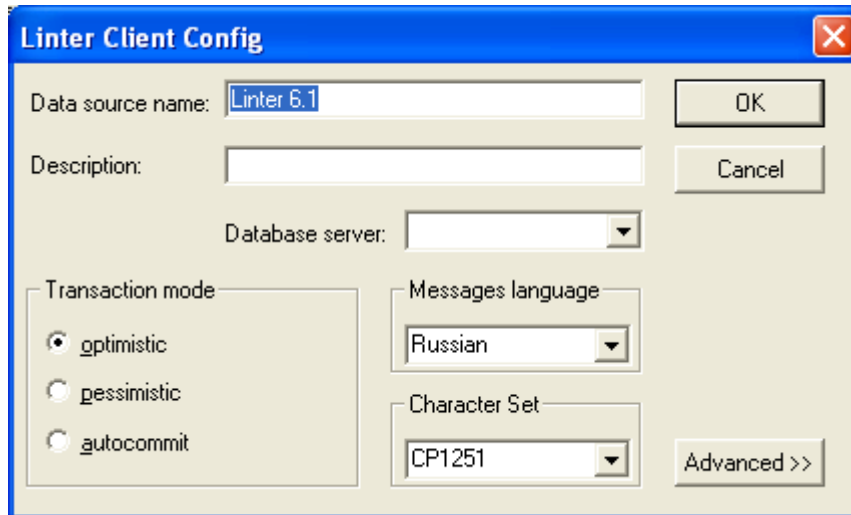 Linter Client Config
Data source name: Linter 6.1
OK
Description:
Cancel
Database server:
Transaction mode
optimistic
pessimistic
autocommit
Messages language
Russian
Character Set
CP1251
Advanced >>